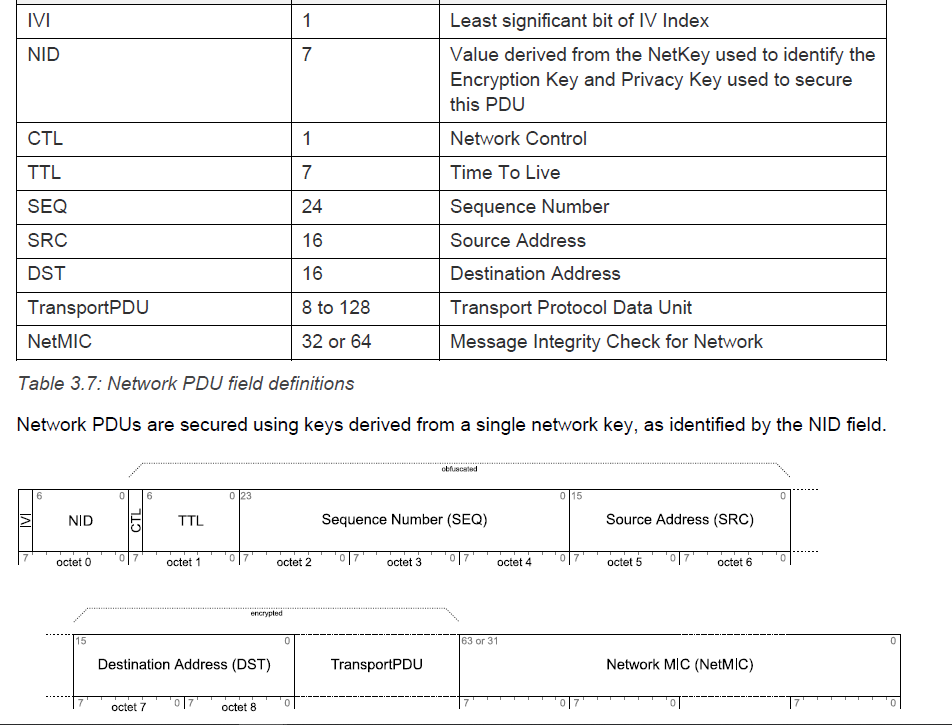 IVI 1 Least significant bit of IV Index
NID 7 Value derived from the NetKey used to identify the
Encryption Key and Privacy Key used to secure
this PDU
CTL 1 Network Control
TTL 7 Time To Live
SEQ 24 Sequence Number
SRC 16 Source Address
DST 16 Destination Address
TransportPDU 8 to 128 Transport Protocol Data Unit
NetMIC 32 or 64 Message Integrity Check for Network
Table 3.7: Network PDU field definitions
Network PDUs are secured using keys derived from a single network key, as identified by the NID field.
obfuscated
6 0 6 0 23 0 15 0
IVI NID CTL TTL Sequence Number (SEQ) Source Address (SRC)
7 octet 0 0 7 octet 1 0 7 octet 2 0 7 octet 3 0 7 octet 4 0 7 octet 5 0 7 octet 6 0
encrypted
15 0 63 or 31 0
Destination Address (DST) TransportPDU Network MIC (NetMIC)
7 octet 7 0 7 octet 8 0 7 0 7 0 7 0